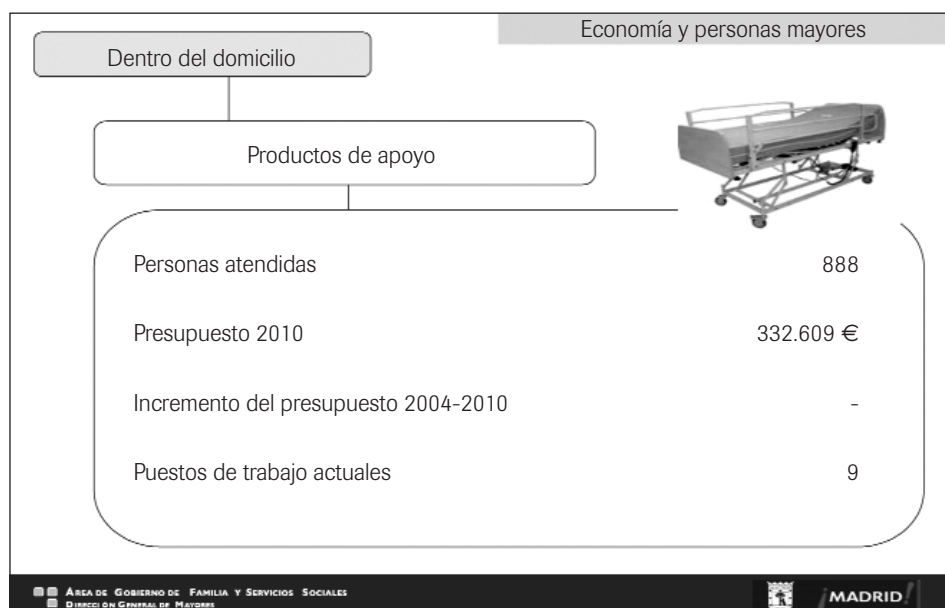 Economía y personas mayores
Dentro del domicilio
Productos de apoyo
Personas atendidas 888
Presupuesto 2010 332.609 €
Incremento del presupuesto 2004-2010 -
Puestos de trabajo actuales 9
ÁREA DE GOBIERNO DE FAMILIA Y SERVICIOS SOCIALES
DIRECCIÓN GENERAL DE MAYORES
¡MADRID!